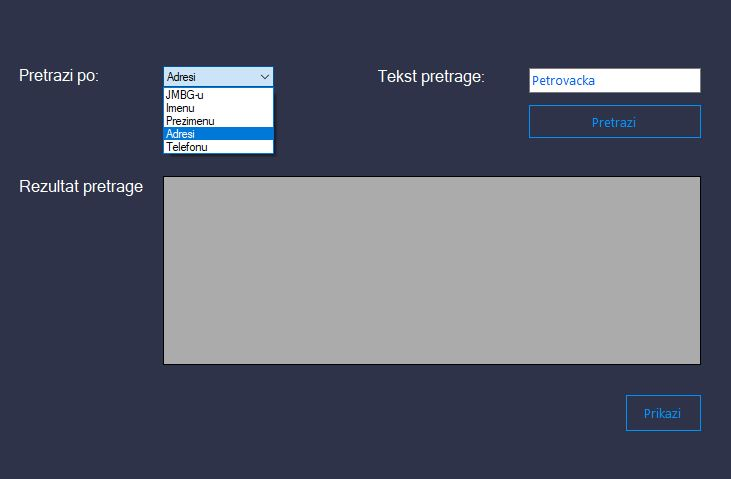 Pretrazi po:
Adresi
Tekst pretrage:
Petrovacka
JMBG-u
Imenu
Prezimenu
Adresi
Telefonu
Pretrazi
Rezultat pretrage
Prikazi